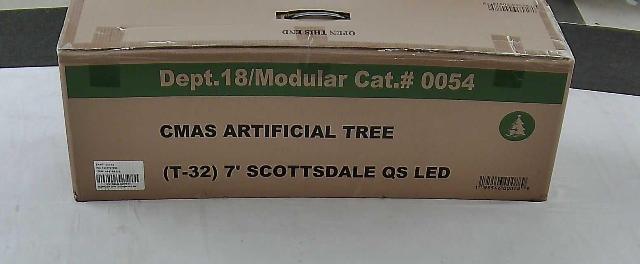 OPEN THIS END
Dept.18/Modular Cat.# 0054
CMAS ARTIFICIAL TREE
(T-32) 7' SCOTTSDALE QS LED